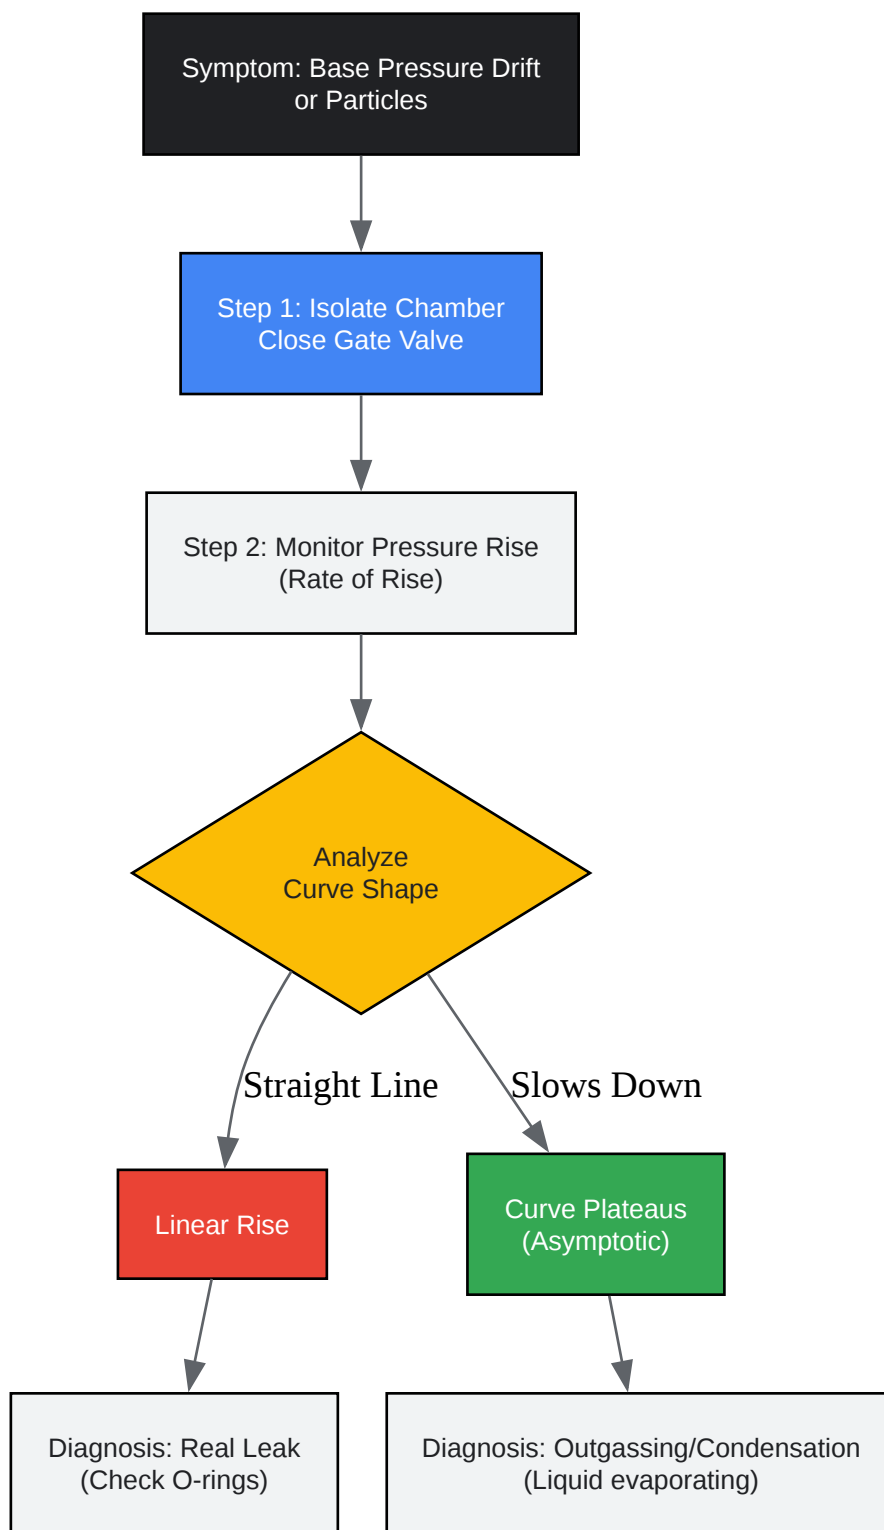 Symptom: Base Pressure Drift
or Particles
Step 1: Isolate Chamber
Close Gate Valve
Step 2: Monitor Pressure Rise
(Rate of Rise)
Analyze
Curve Shape
Straight Line
Slows Down
Linear Rise
Curve Plateaus
(Asymptotic)
Diagnosis: Real Leak
(Check O-rings)
Diagnosis: Outgassing/Condensation
(Liquid evaporating)